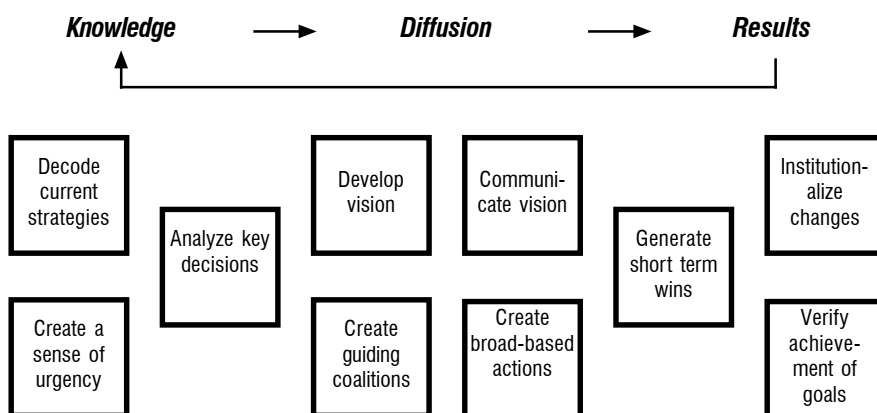 Knowledge Diffusion Results
Decode
current
strategies
Analyze key
decisions
Create a
sense of
urgency
Develop
vision
Create
guiding
coalitions
Communi-
cate vision
Create
broad-based
actions
Generate
short term
wins
Institution-
alize
changes
Verify
achieve-
ment of
goals